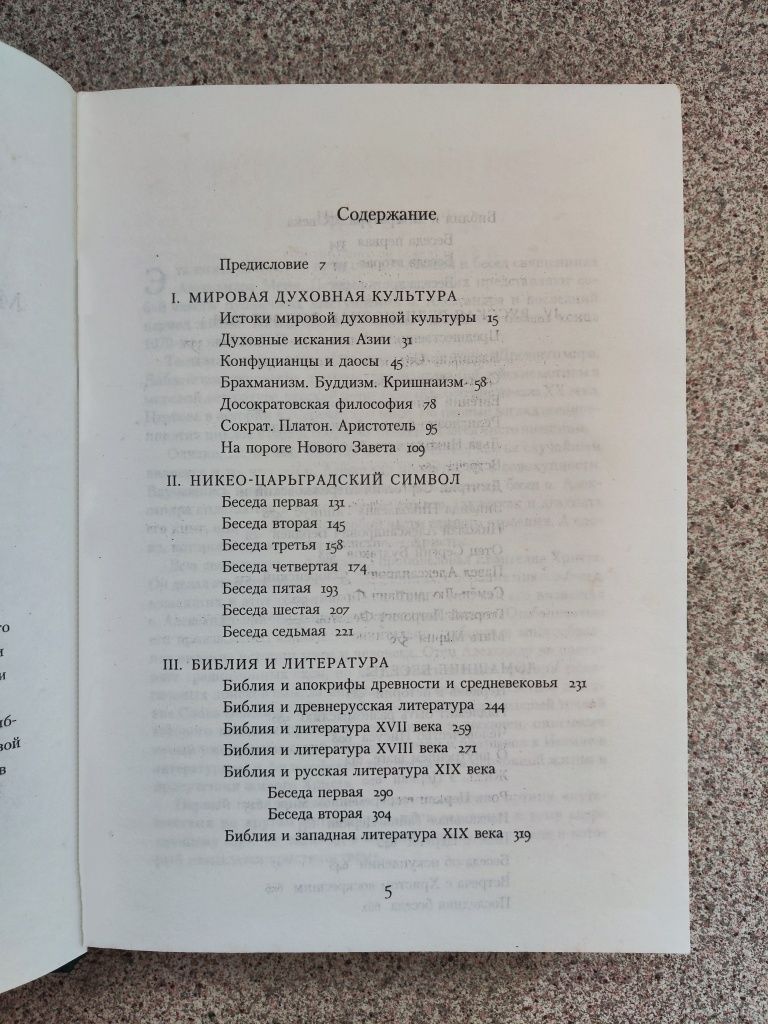 Содержание
Предисловие 7
I. МИРОВАЯ ДУХОВНАЯ КУЛЬТУРА
Истоки мировой духовной культуры 15
Духовные искания Азии 31
Конфуцианцы и даосы 45
Брахманизм. Буддизм. Кришнаизм 58
Досократовская философия 78
Сократ. Платон. Аристотель 95
На пороге Нового Завета 109
II. НИКЕО-ЦАРЬГРАДСКИЙ СИМВОЛ
Беседа первая 131
Беседа вторая 145
Беседа третья 158
Беседа четвертая 174
Беседа пятая 193
Беседа шестая 207
Беседа седьмая 221
III. БИБЛИЯ И ЛИТЕРАТУРА
Библия и апокрифы древности и средневековья 231
Библия и древнерусская литература 244
Библия и литература XVII века 259
Библия и литература XVIII века 271
Библия и русская литература XIX века
Беседа первая 290
Беседа вторая 304
Библия и западная литература XIX века 319
5